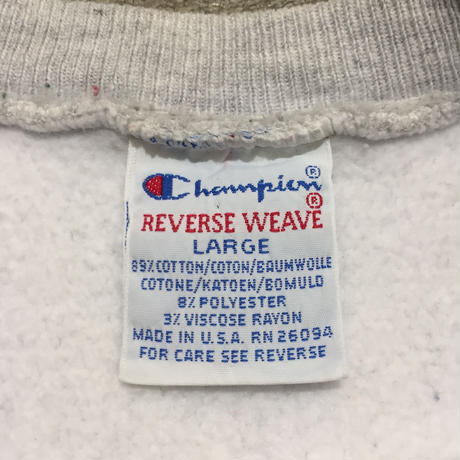 Champion®
REVERSE WEAVE®
LARGE
89% COTTON/COTON/BAUMWOLLE
COTONE/KATOEN/BOMULD
8% POLYESTER
3% VISCOSE RAYON
MADE IN U.S.A. RN 26094
FOR CARE SEE REVERSE